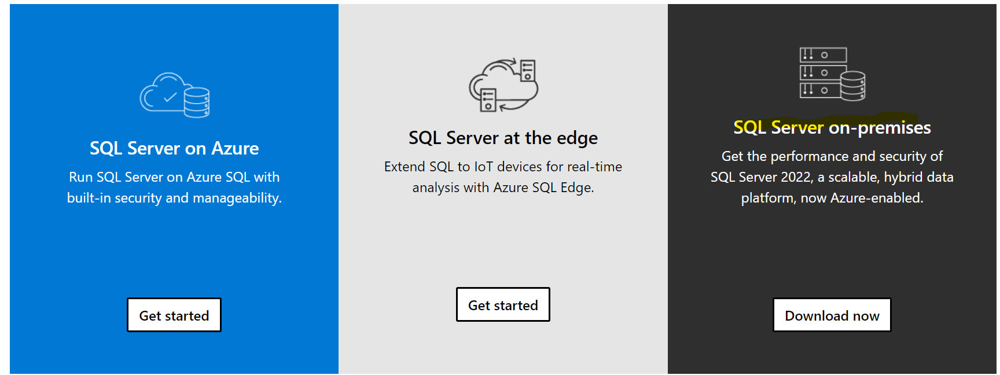 SQL Server on Azure
Run SQL Server on Azure SQL with
built-in security and manageability.
Get started
SQL Server at the edge
Extend SQL to IoT devices for real-time
analysis with Azure SQL Edge.
Get started
SQL Server on-premises
Get the performance and security of
SQL Server 2022, a scalable, hybrid data
platform, now Azure-enabled.
Download now